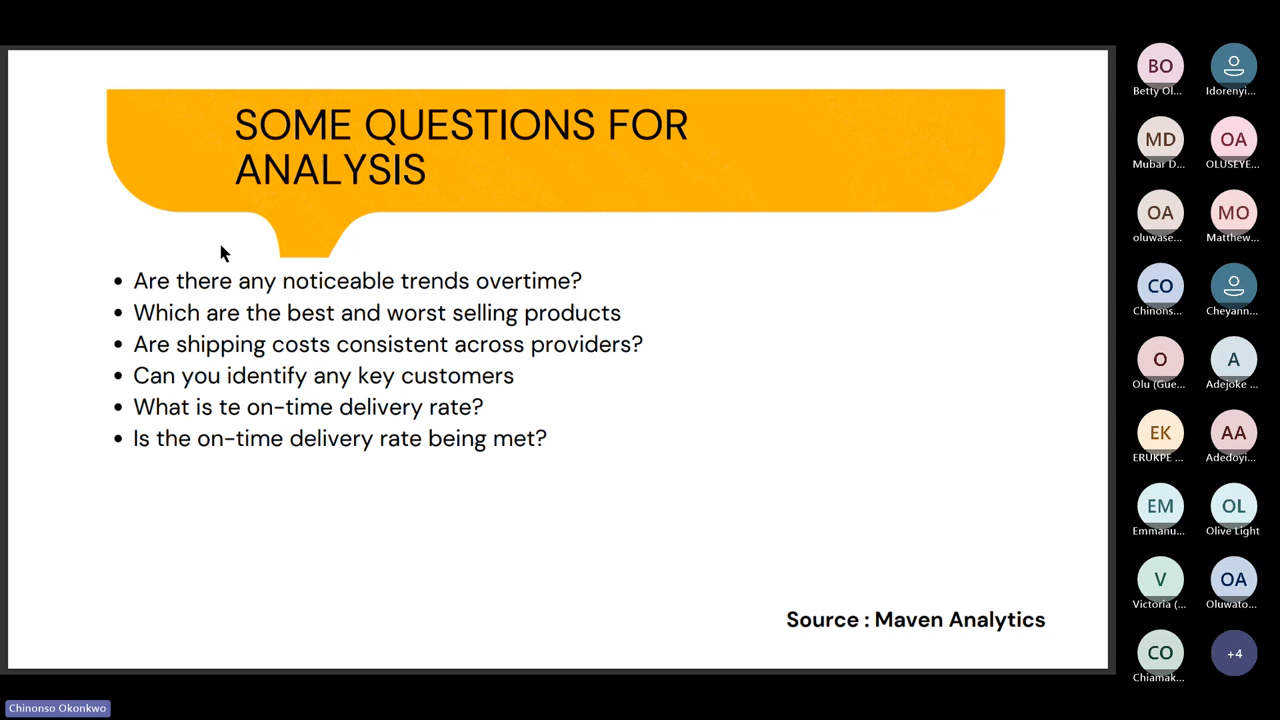 SOME QUESTIONS FOR
ANALYSIS
• Are there any noticeable trends overtime?
• Which are the best and worst selling products
• Are shipping costs consistent across providers?
• Can you identify any key customers
• What is te on-time delivery rate?
• Is the on-time delivery rate being met?
Source : Maven Analytics
BO
Betty Ol...
Idorenyi...
MD
Mubar D...
OA
OLUSEYE...
OA
oluwase...
MO
Matthew...
CO
Chinons...
Cheyann...
O
Olu (Gue...
A
Adejoke ...
EK
ERUKPE ...
AA
Adedoyi...
EM
Emmanu...
OL
Olive Light
V
Victoria (...
OA
Oluwato...
CO
Chiamak...
+4
Chinonso Okonkwo